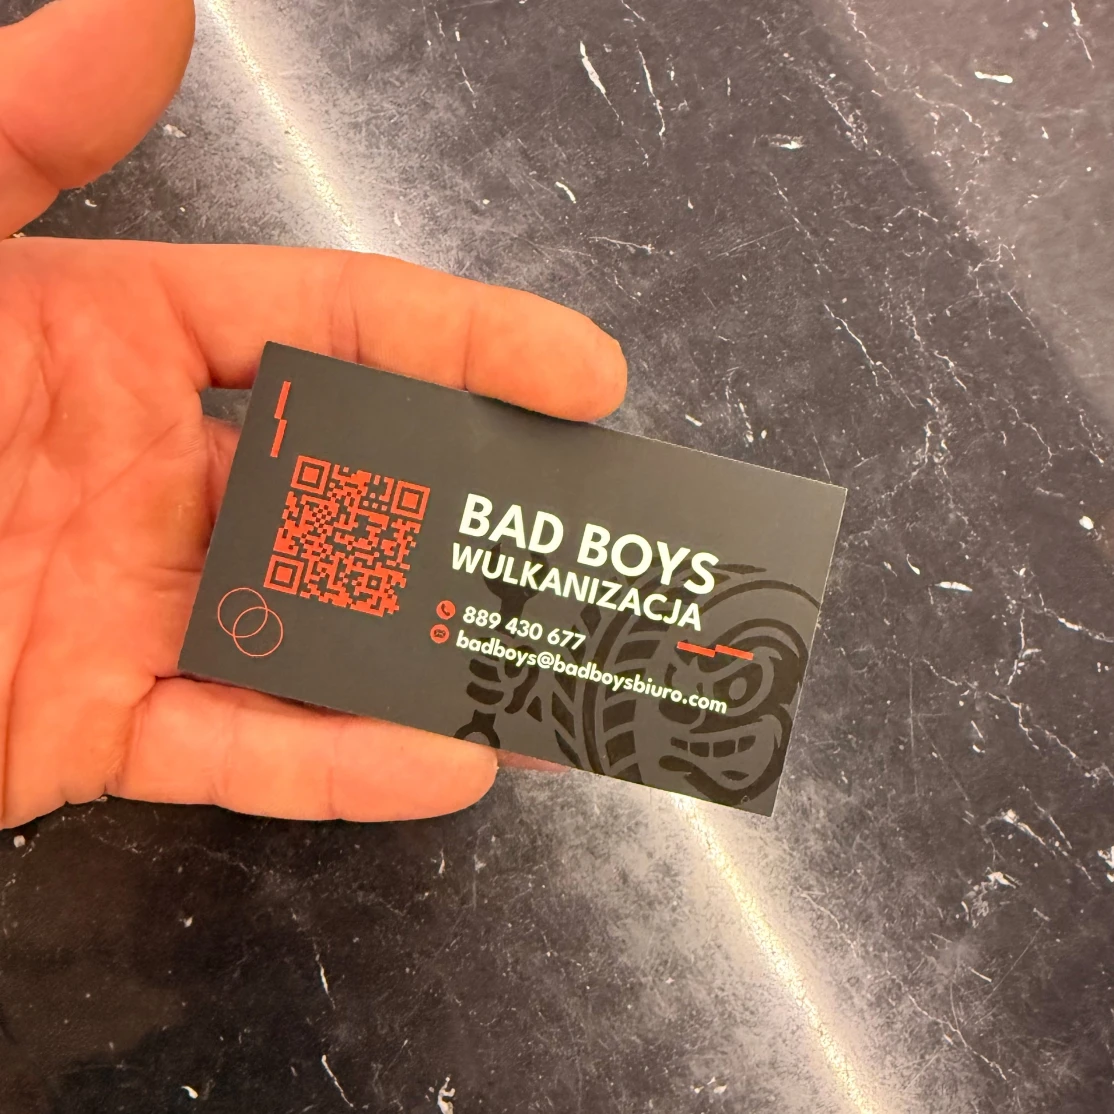 BAD BOYS
WULKANIZACJA
889 430 677
badboys@badboysbiuro.com